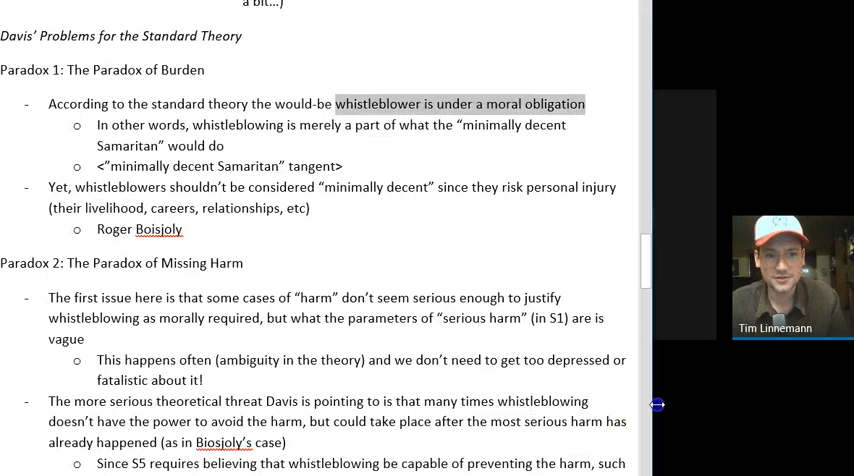 a bit…)
Davis’ Problems for the Standard Theory
Paradox 1: The Paradox of Burden
- According to the standard theory the would-be whistleblower is under a moral obligation
o In other words, whistleblowing is merely a part of what the “minimally decent
Samaritan” would do
o <”minimally decent Samaritan” tangent>
- Yet, whistleblowers shouldn’t be considered “minimally decent” since they risk personal injury
(their livelihood, careers, relationships, etc)
o Roger Boisjoly
Paradox 2: The Paradox of Missing Harm
- The first issue here is that some cases of “harm” don’t seem serious enough to justify
whistleblowing as morally required, but what the parameters of “serious harm” (in S1) are is
vague
o This happens often (ambiguity in the theory) and we don’t need to get too depressed or
fatalistic about it!
- The more serious theoretical threat Davis is pointing to is that many times whistleblowing
doesn’t have the power to avoid the harm, but could take place after the most serious harm has
already happened (as in Biosjoly’s case)
o Since S5 requires believing that whistleblowing be capable of preventing the harm, such
Tim Linnemann